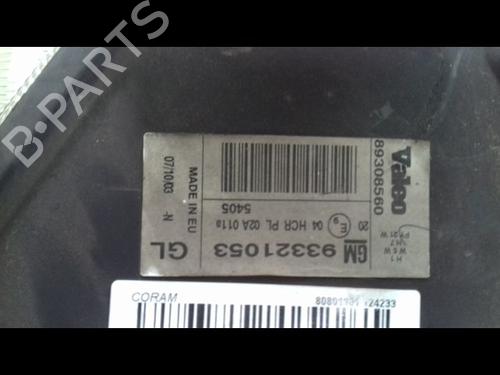 B-PARTS
Valeo
89308560
H1
H7
W5W
PY21W
GM 93321053
GL
20 E9 04 HCR PL 02A 011a
5405
MADE IN EU
07/10/03 -N
CORAM